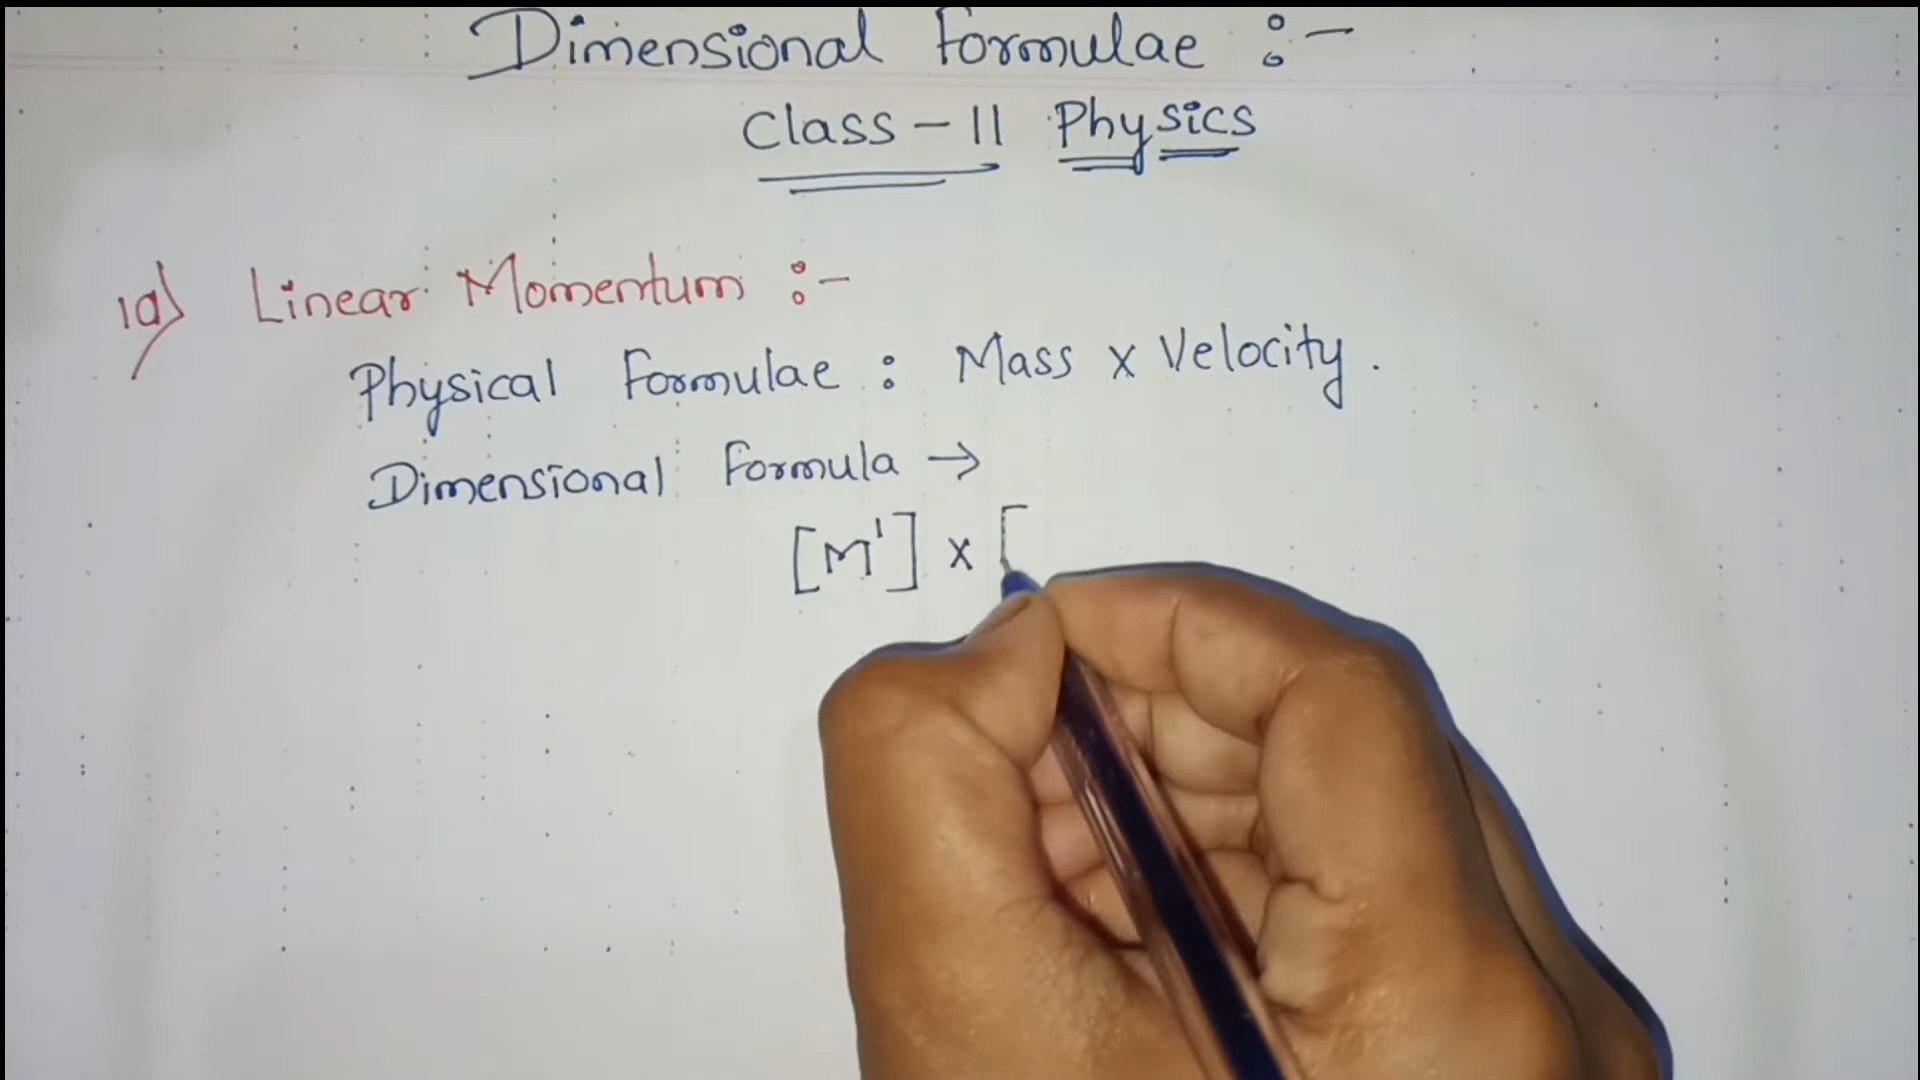 Dimensional Formulae :-
Class-11 Physics
10) Linear Momentum :-
Physical Formulae : Mass x Velocity.
Dimensional Formula →
[M¹] x [